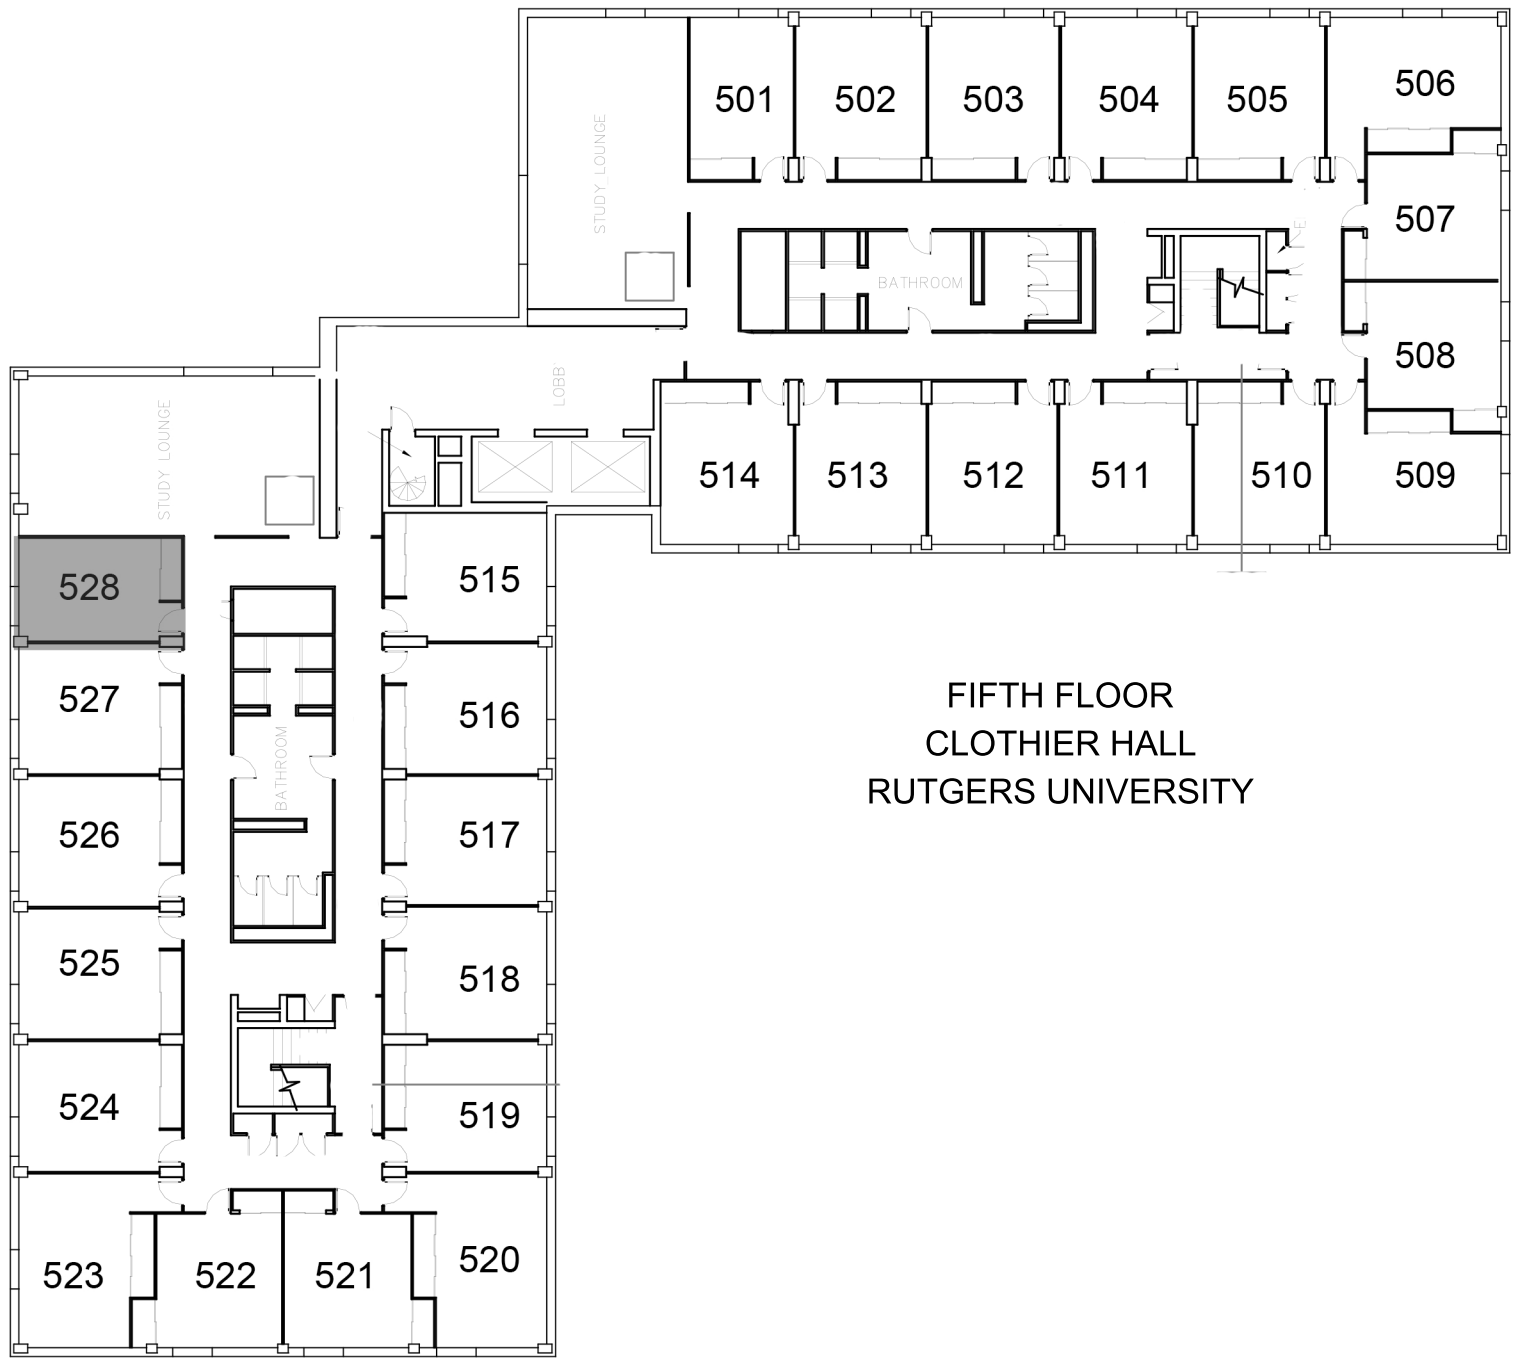 501 502 503 504 505 506
STUDY LOUNGE
507
BATHROOM
508
LOBB
STUDY LOUNGE
514 513 512 511 510 509
528 515
527 516
FIFTH FLOOR
CLOTHIER HALL
RUTGERS UNIVERSITY
BATHROOM
526 517
525 518
524 519
523 522 521 520